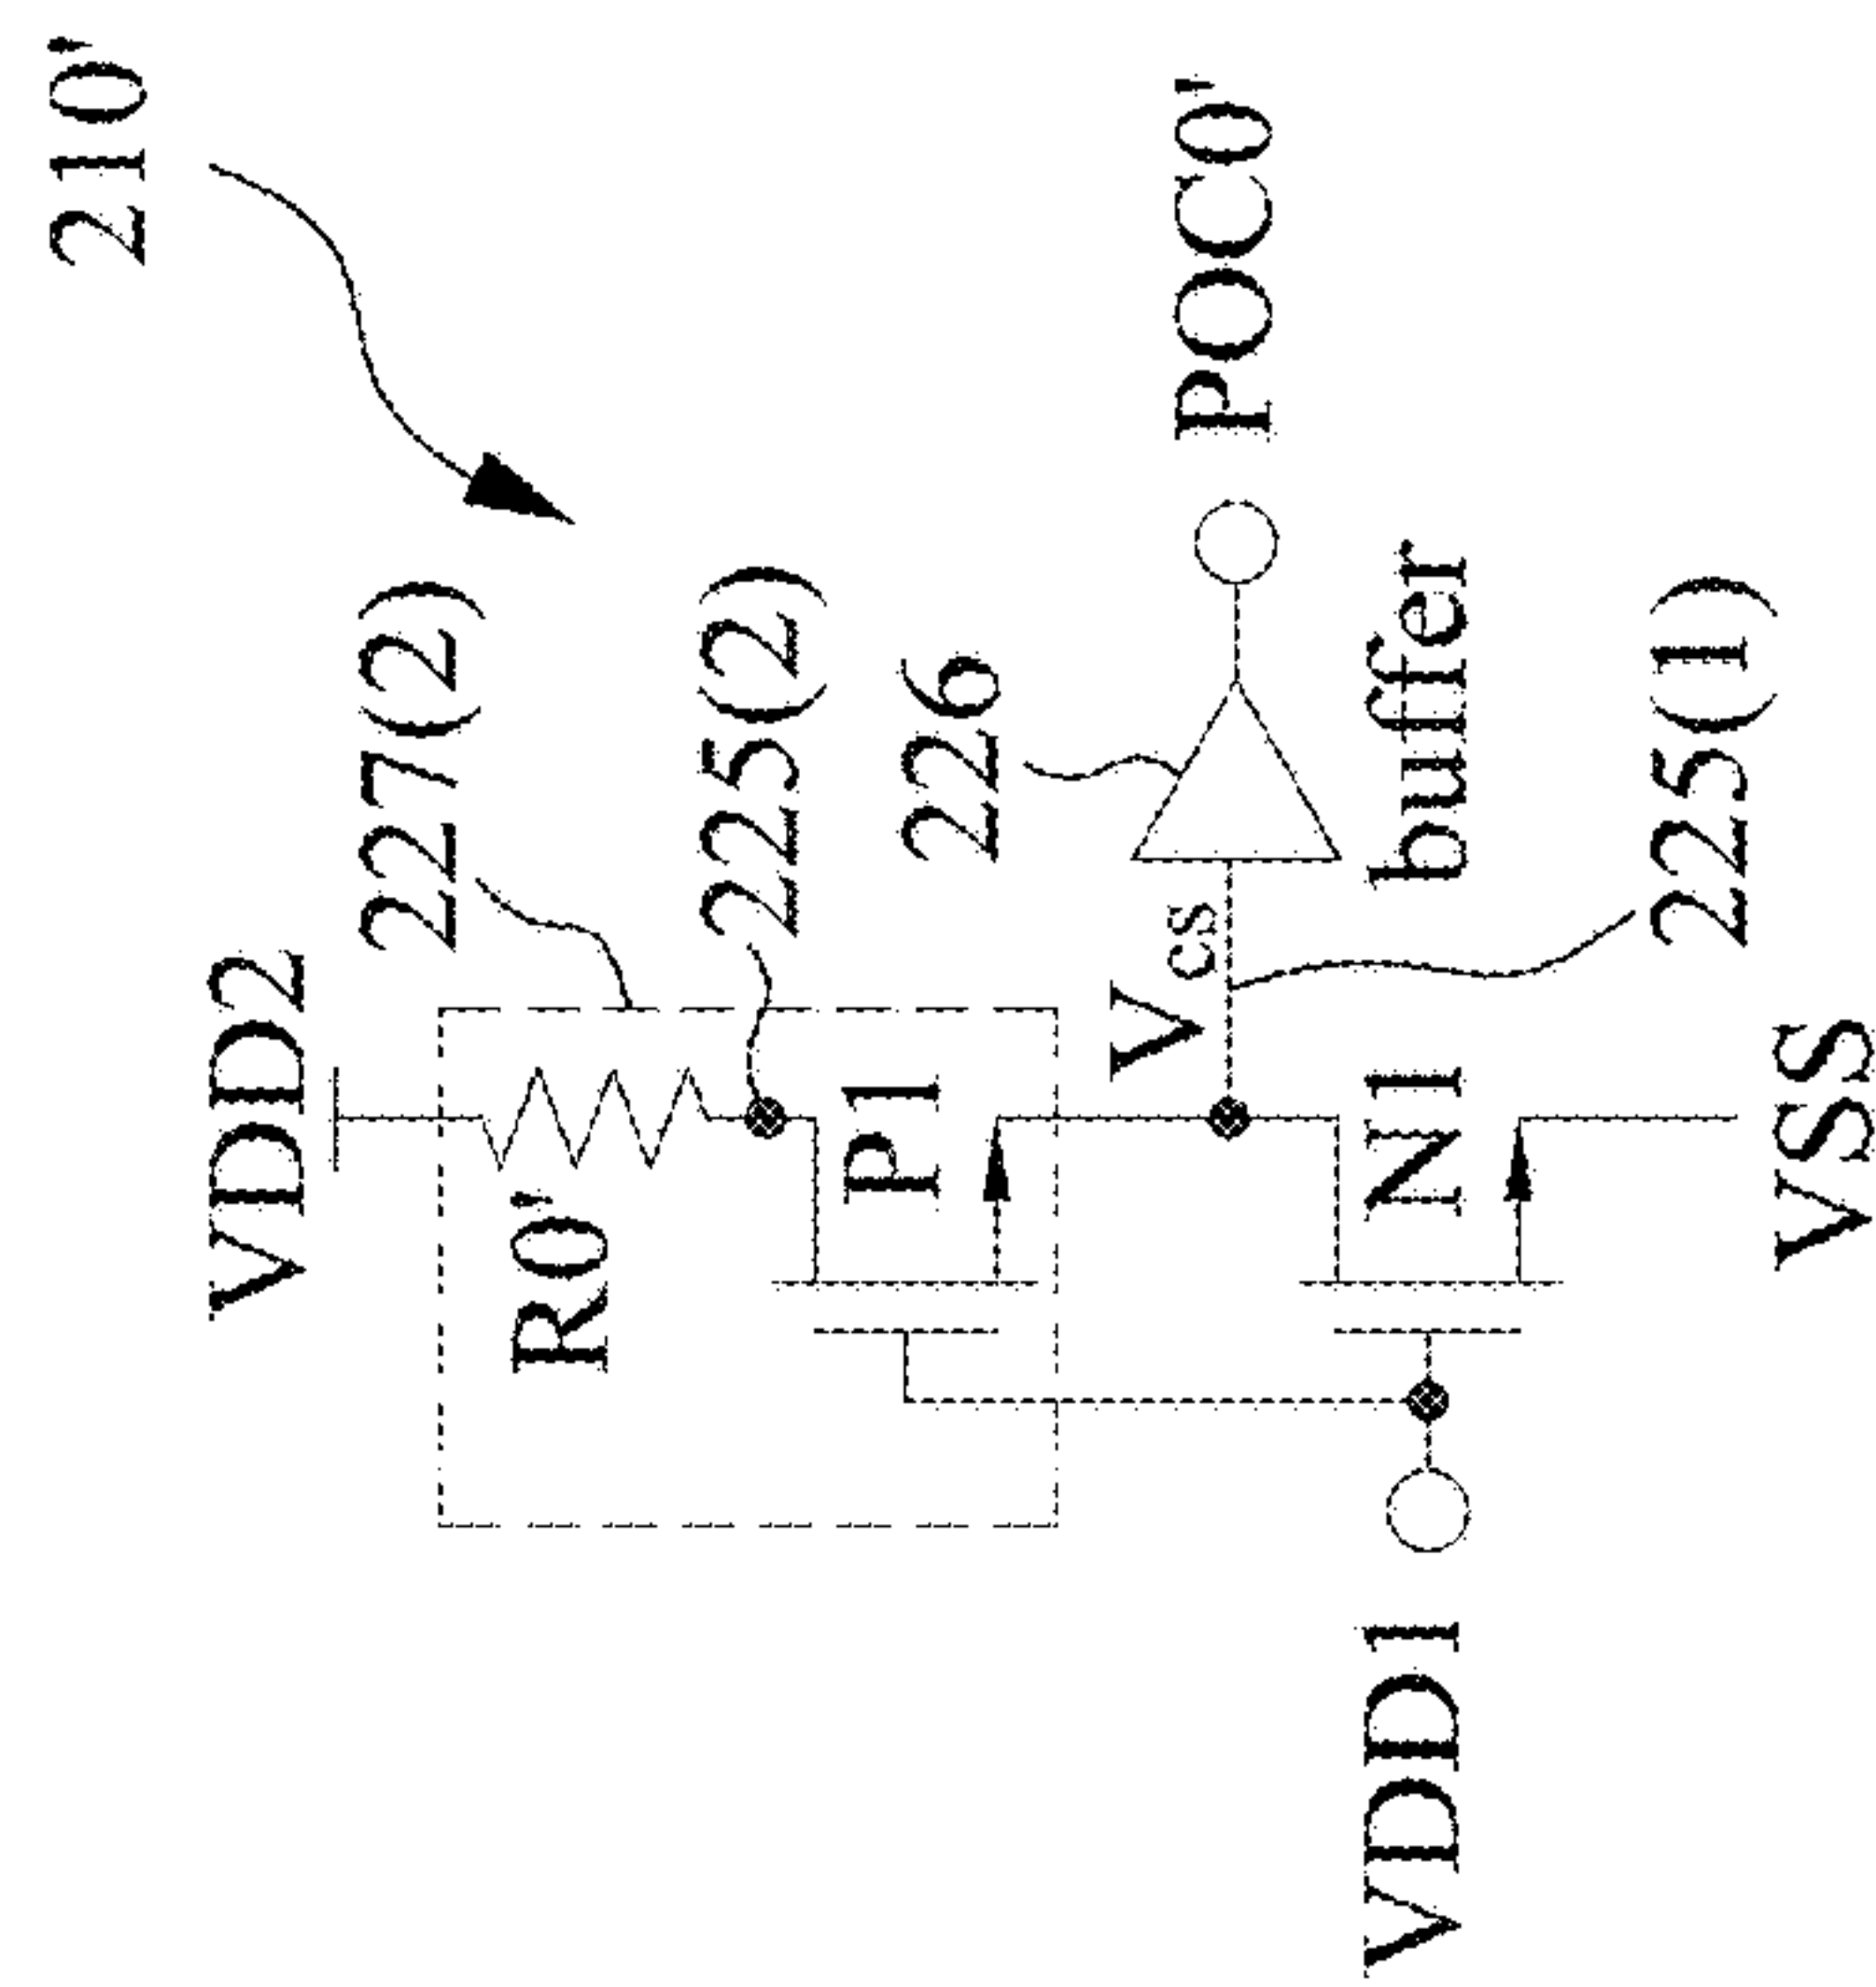 210'
VDD2
227(2)
R0'
225(2)
P1
226
Vcs
POC0'
buffer
N1
VDD1
225(1)
VSS